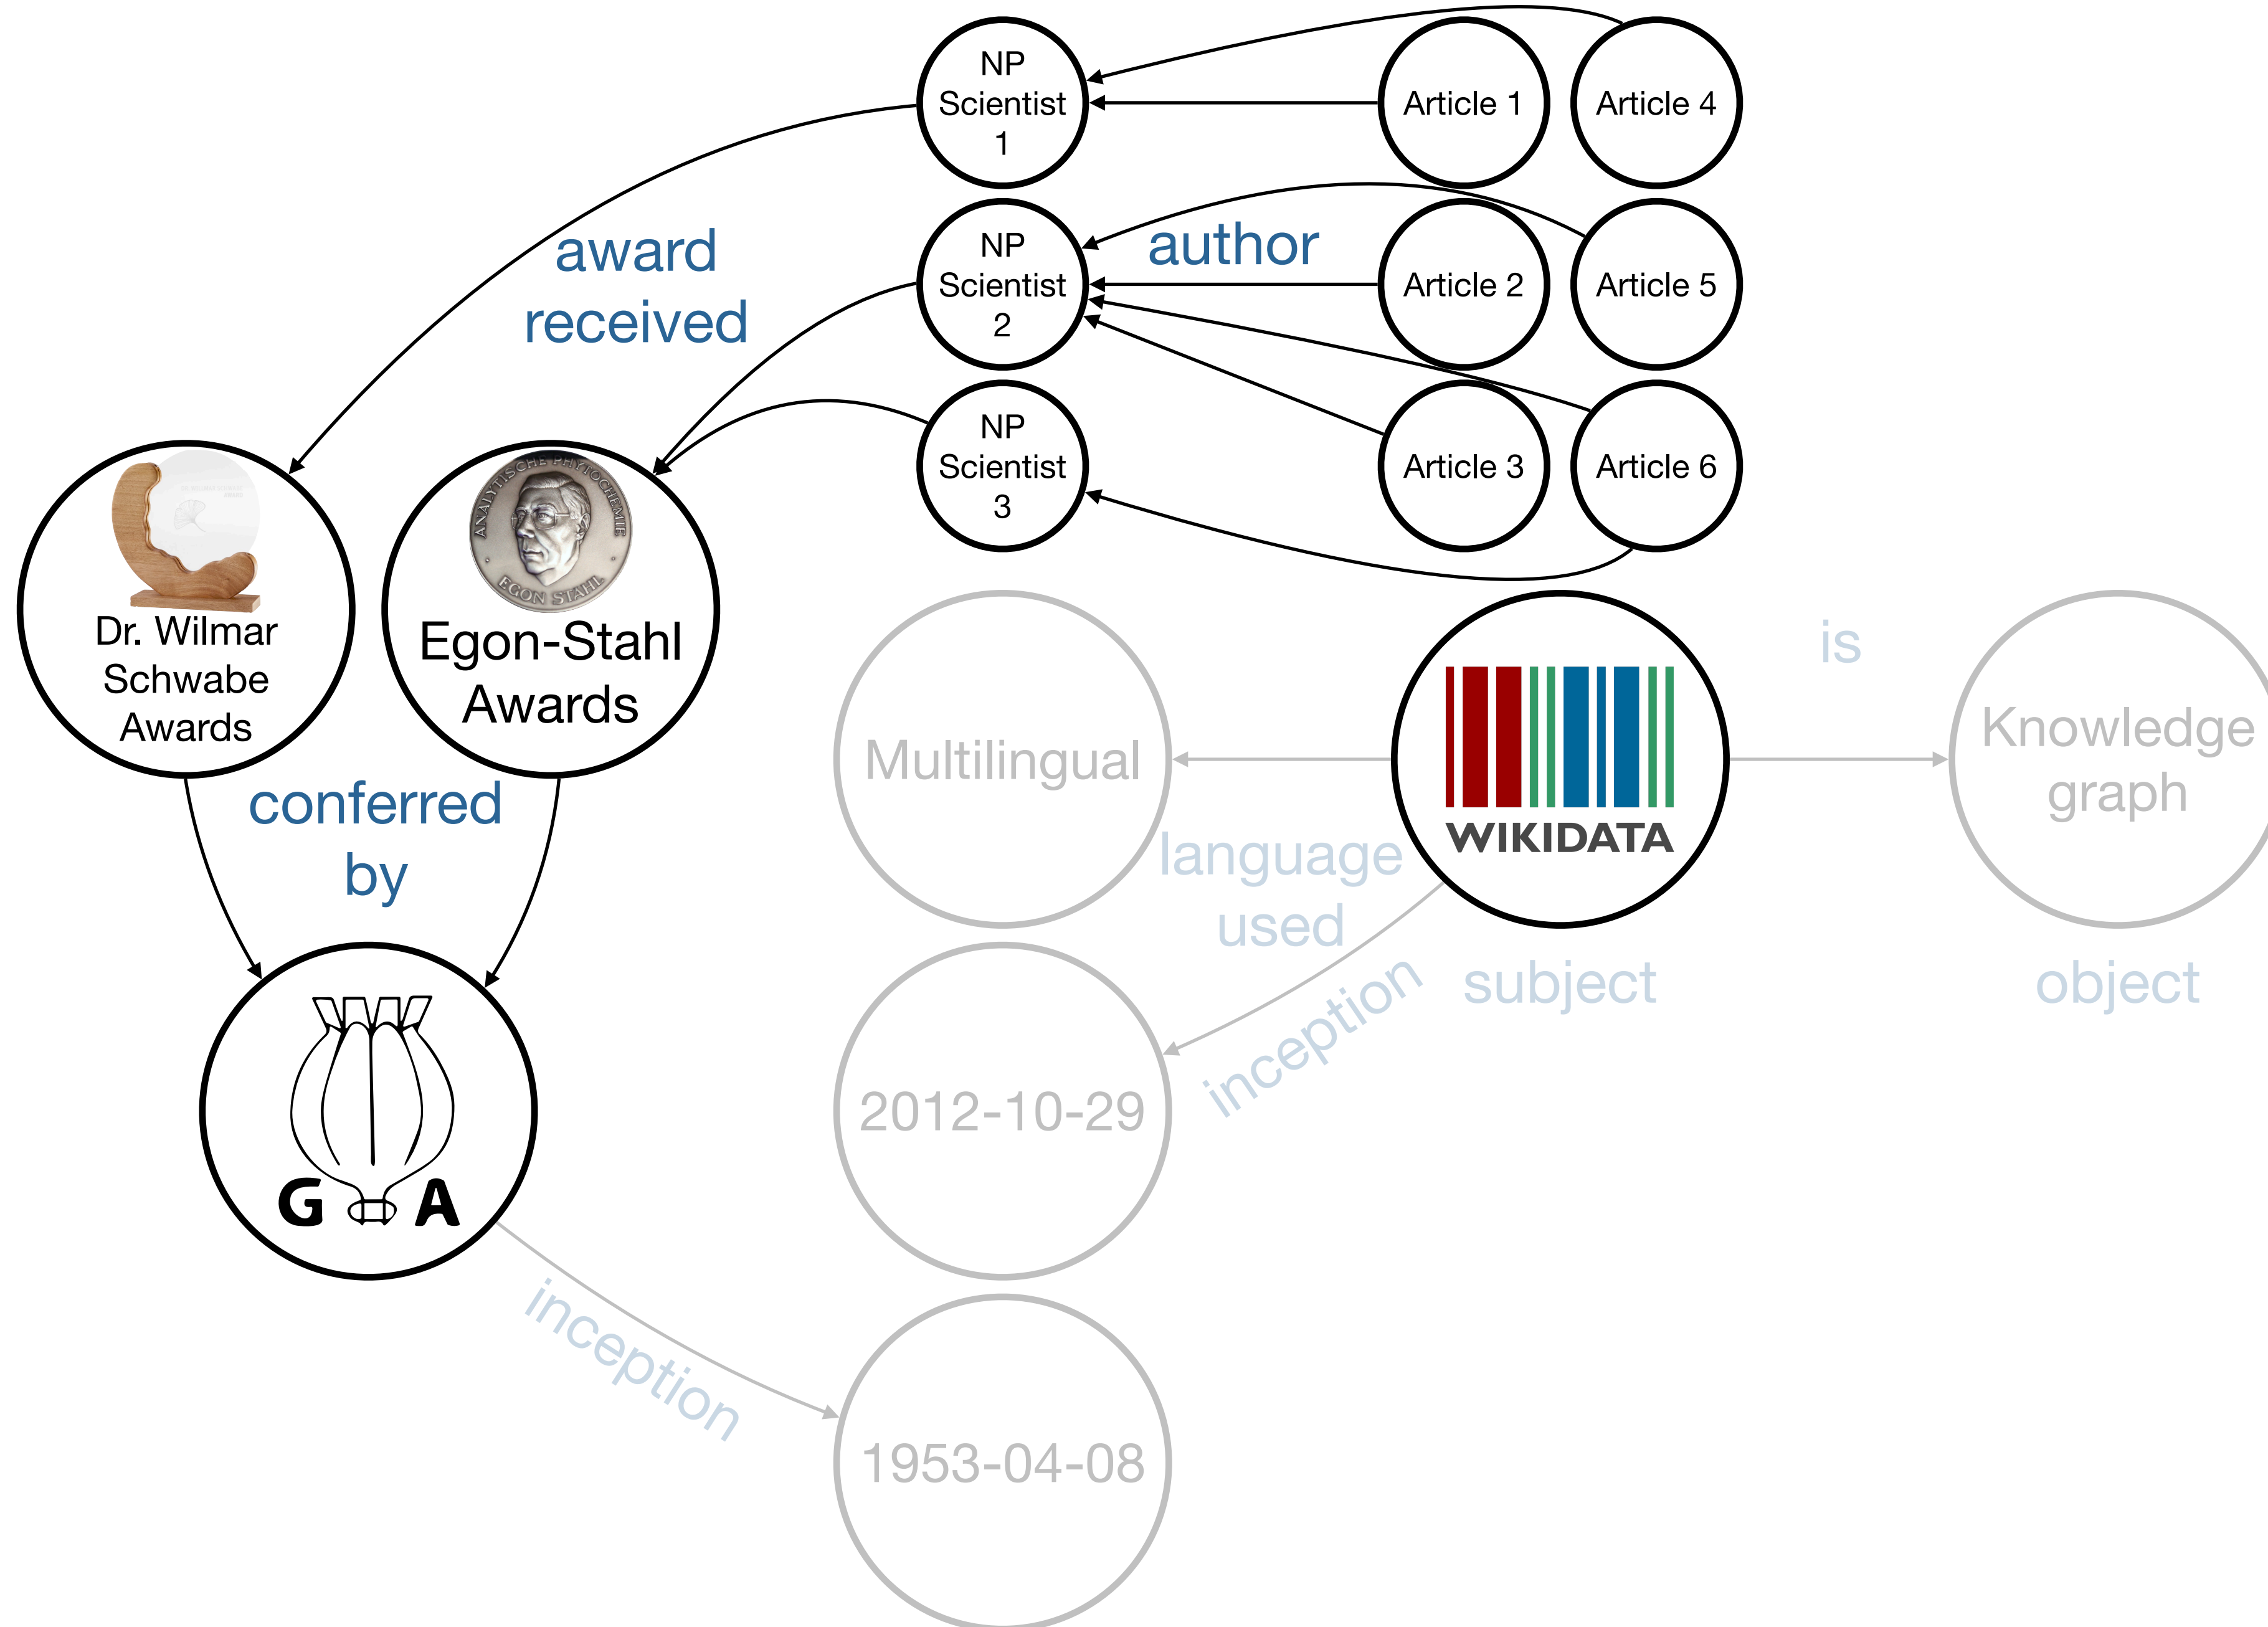 NP
Scientist
1
Article 1
Article 4
award
received
NP
Scientist
2
author
Article 2
Article 5
NP
Scientist
3
Article 3
Article 6
ANALYTISCHE PHYTOCHEMIE
EGON STAHL
Dr. Wilmar
Schwabe
Awards
Egon-Stahl
Awards
is
Multilingual
WIKIDATA
Knowledge
graph
conferred
by
language
used
subject
object
inception
2012-10-29
G A
inception
1953-04-08